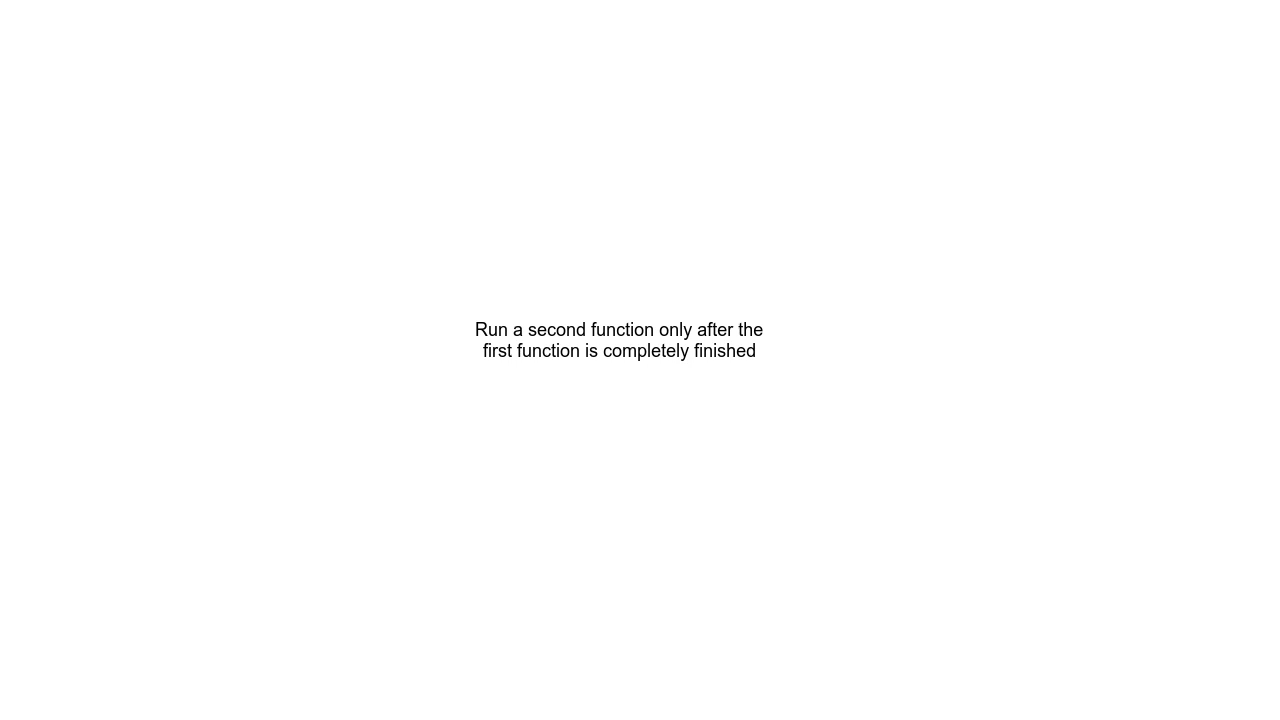 Run a second function only after the
first function is completely finished